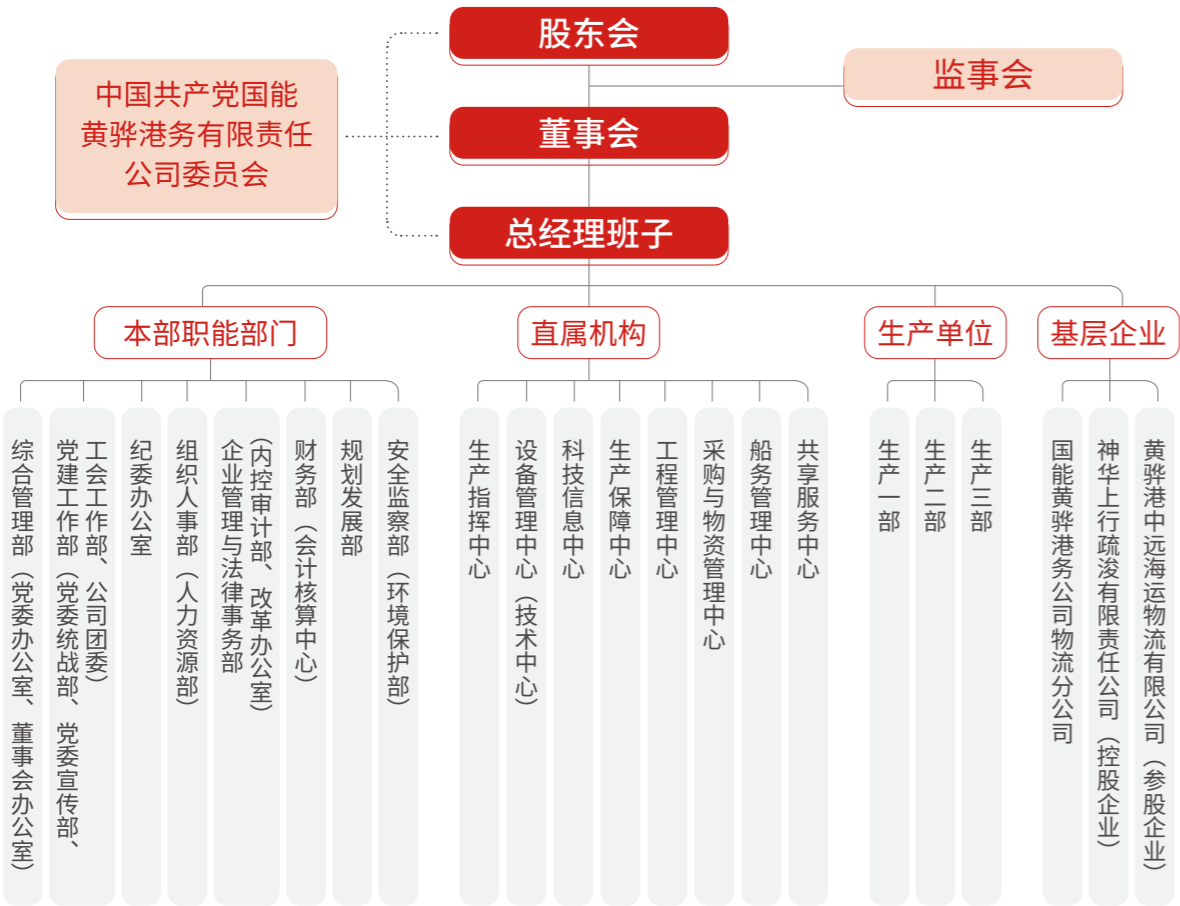 股东会
中国共产党国能
黄骅港务有限责任
公司委员会
监事会
董事会
总经理班子
本部职能部门
直属机构
生产单位
基层企业
综合管理部（党委办公室、董事会办公室）
党建工作部（党委统战部、党委宣传部、
工会工作部、公司团委）
纪委办公室
组织人事部（人力资源部）
企业管理与法律事务部
（内控审计部、改革办公室）
财务部（会计核算中心）
规划发展部
安全监察部（环境保护部）
生产指挥中心
设备管理中心（技术中心）
科技信息中心
生产保障中心
工程管理中心
采购与物资管理中心
船务管理中心
共享服务中心
生产一部
生产二部
生产三部
国能黄骅港务公司物流分公司
神华上行疏浚有限责任公司（控股企业）
黄骅港中远海运物流有限公司（参股企业）